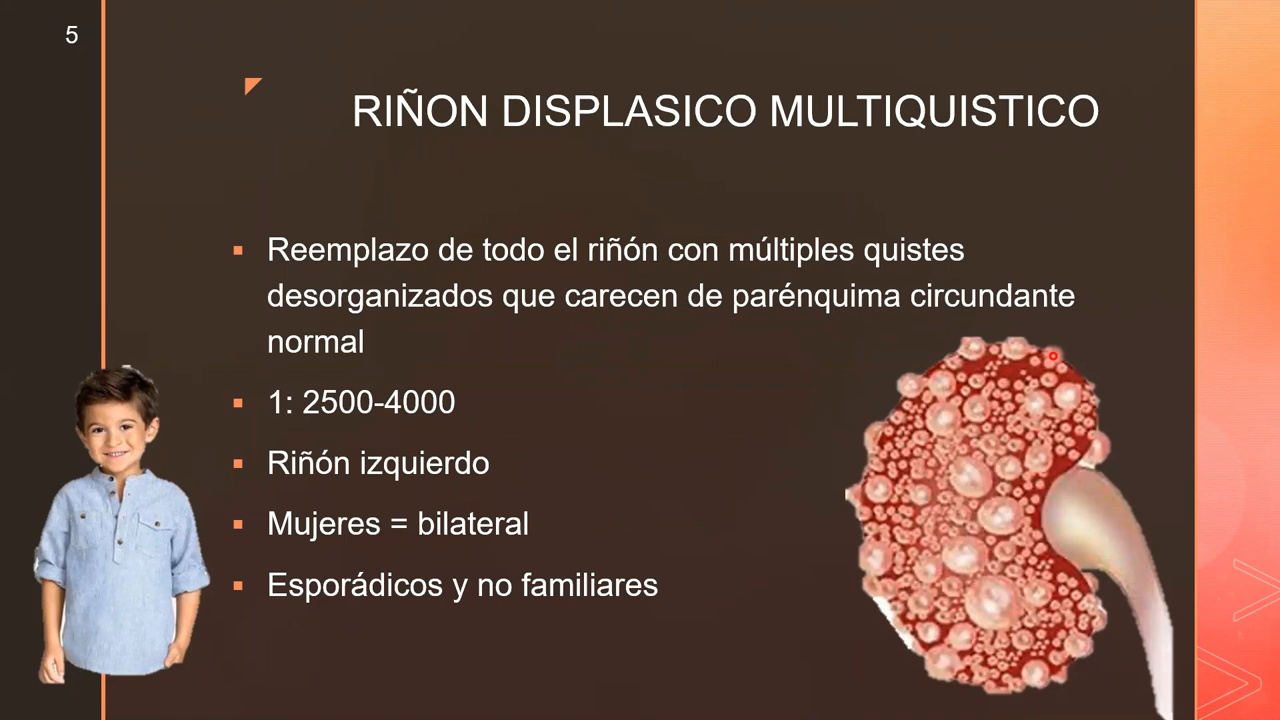 5
RIÑON DISPLASICO MULTIQUISTICO
Reemplazo de todo el riñón con múltiples quistes
desorganizados que carecen de parénquima circundante
normal
1: 2500-4000
Riñón izquierdo
Mujeres = bilateral
Esporádicos y no familiares